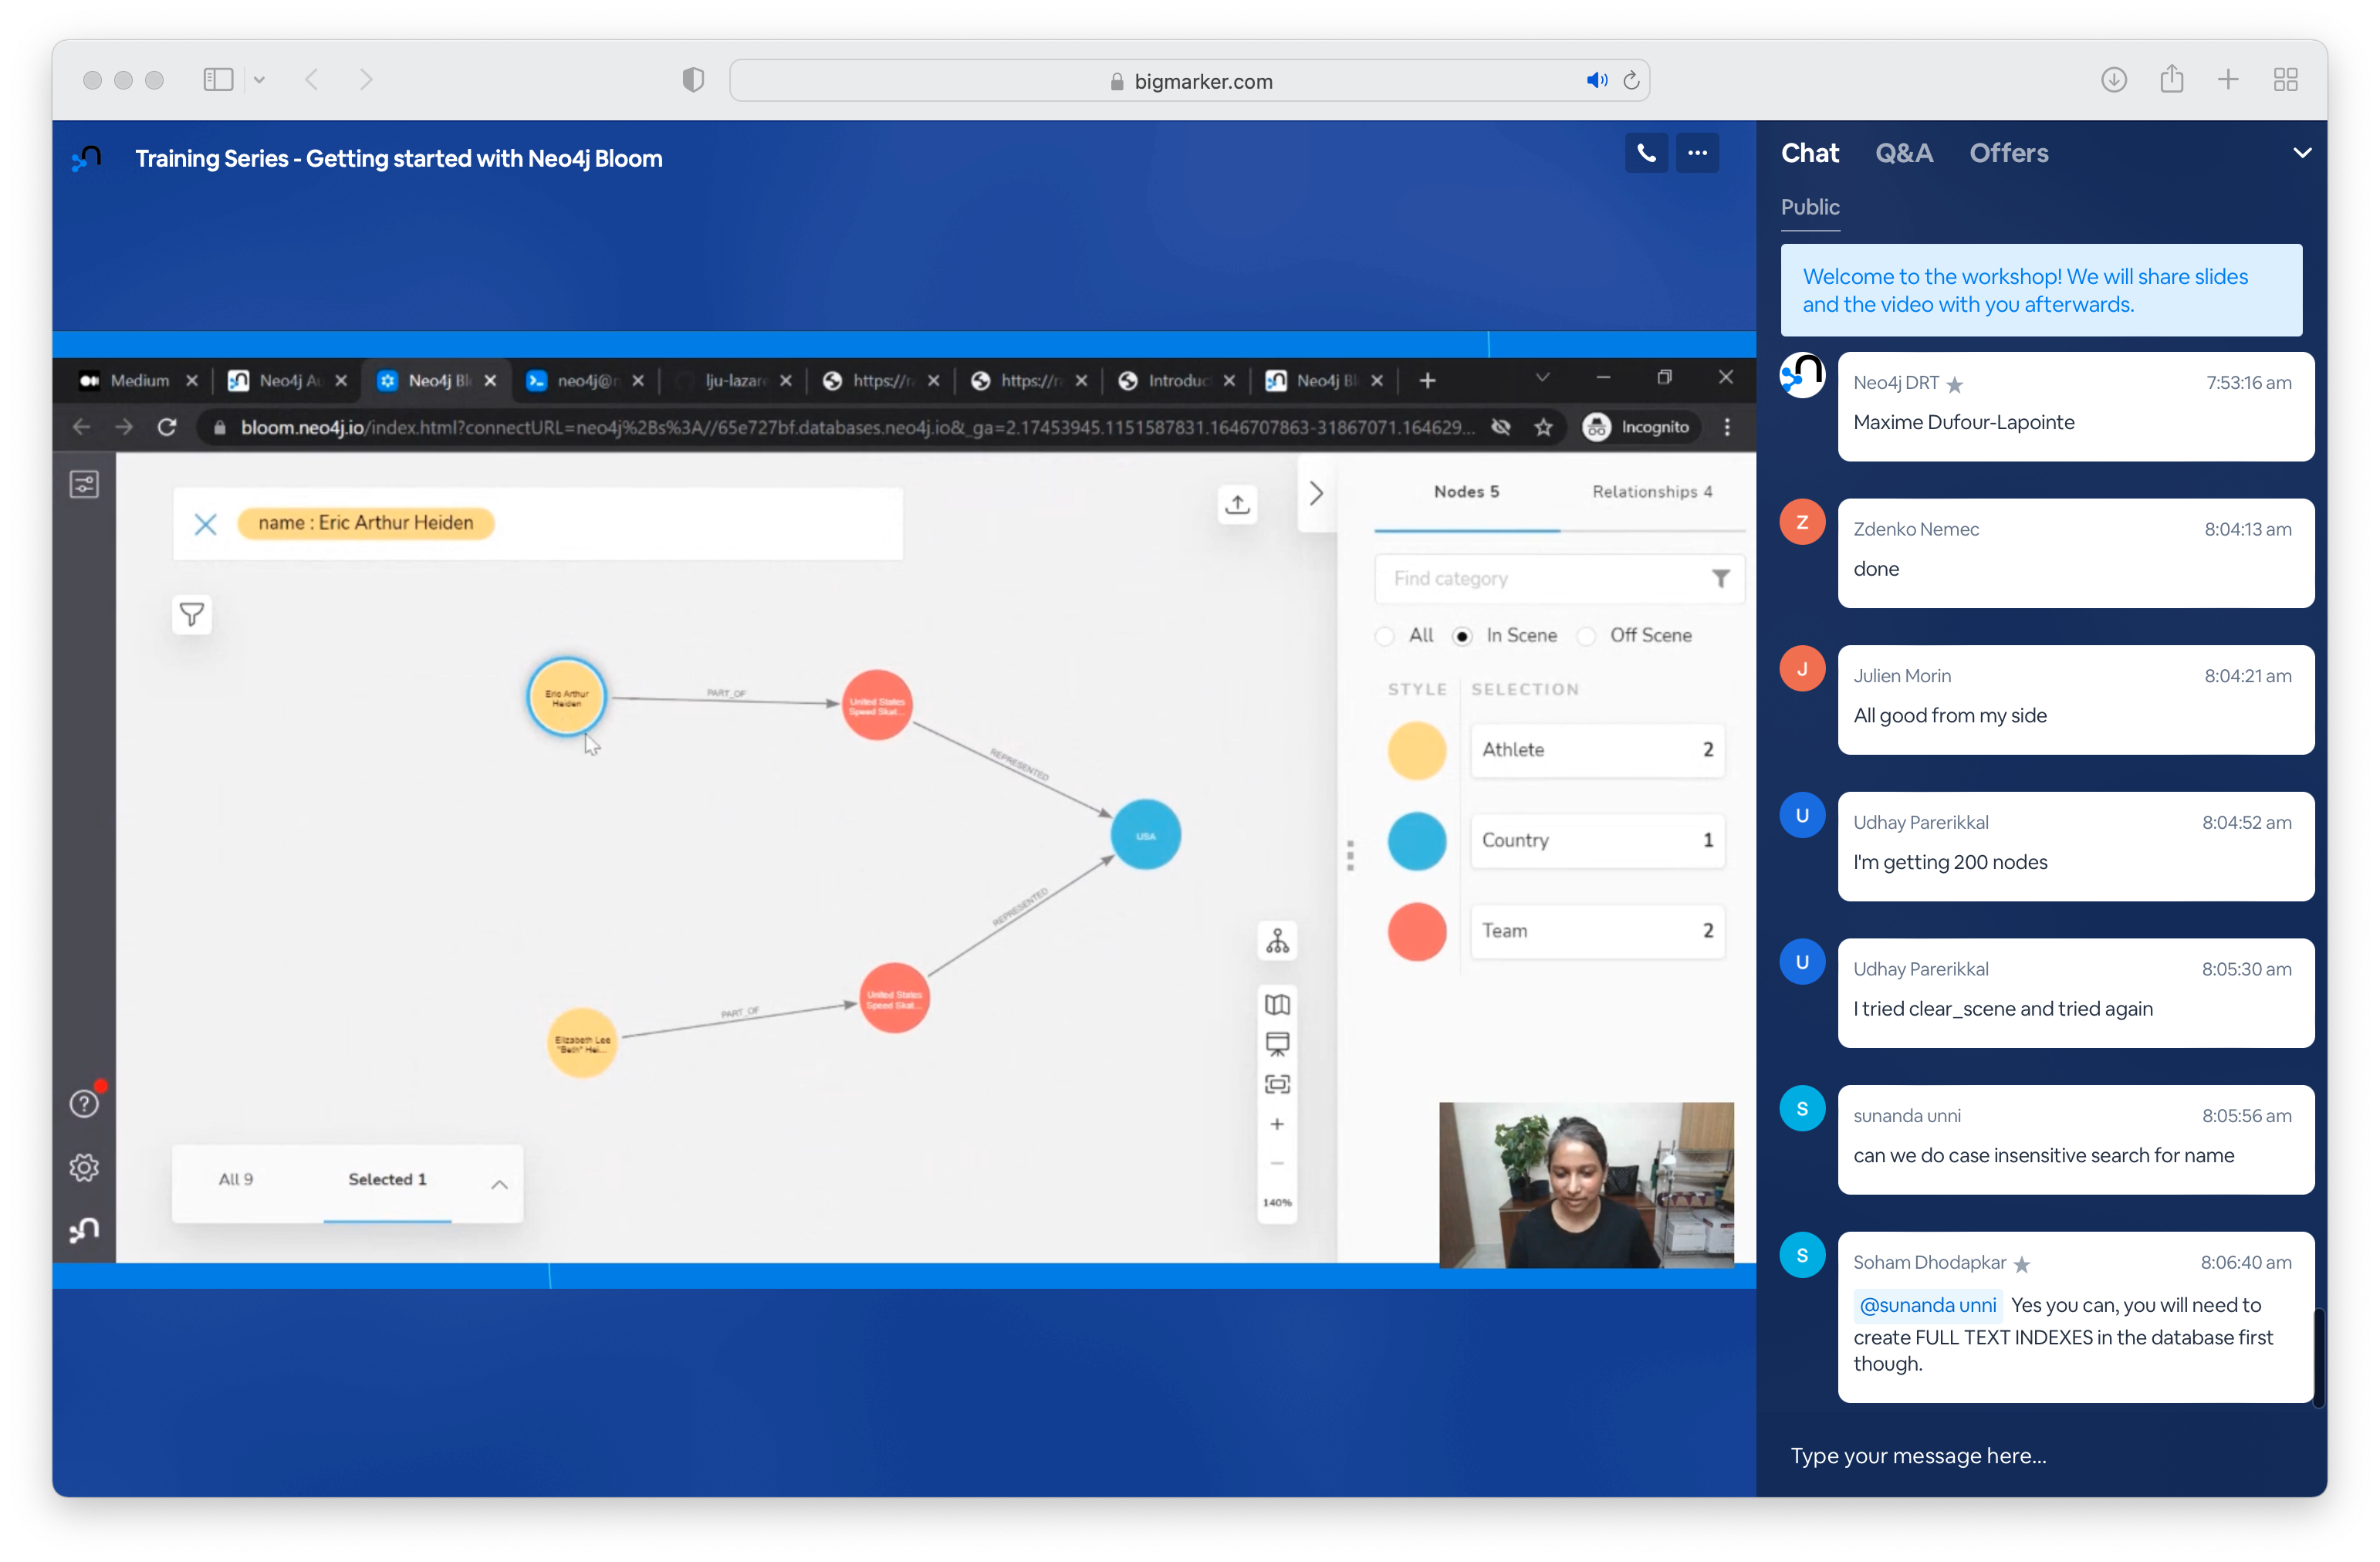 bigmarker.com
Training Series - Getting started with Neo4j Bloom
Medium
Neo4j Au
Neo4j Bl
neo4j@n
lju-lazare
https://ra
https://ra
Introduc
Neo4j Bl
bloom.neo4j.io/index.html?connectURL=neo4j%2Bs%3A//65e727bf.databases.neo4j.io&_ga=2.17453945.1151587831.1646707863-31867071.164629...
Incognito
name : Eric Arthur Heiden
Eric Arthur
Heiden
PART_OF
United States
Speed Skat...
REPRESENTED
USA
REPRESENTED
United States
Speed Skat...
PART_OF
Elizabeth Lee
"Beth" Hei...
All 9
Selected 1
140%
Nodes 5
Relationships 4
Find category
All
In Scene
Off Scene
STYLE
SELECTION
Athlete 2
Country 1
Team 2
Chat
Q&A
Offers
Public
Welcome to the workshop! We will share slides
and the video with you afterwards.
Neo4j DRT 7:53:16 am
Maxime Dufour-Lapointe
Z
Zdenko Nemec 8:04:13 am
done
J
Julien Morin 8:04:21 am
All good from my side
U
Udhay Parerikkal 8:04:52 am
I'm getting 200 nodes
U
Udhay Parerikkal 8:05:30 am
I tried clear_scene and tried again
S
sunanda unni 8:05:56 am
can we do case insensitive search for name
S
Soham Dhodapkar 8:06:40 am
@sunanda unni Yes you can, you will need to
create FULL TEXT INDEXES in the database first
though.
Type your message here...